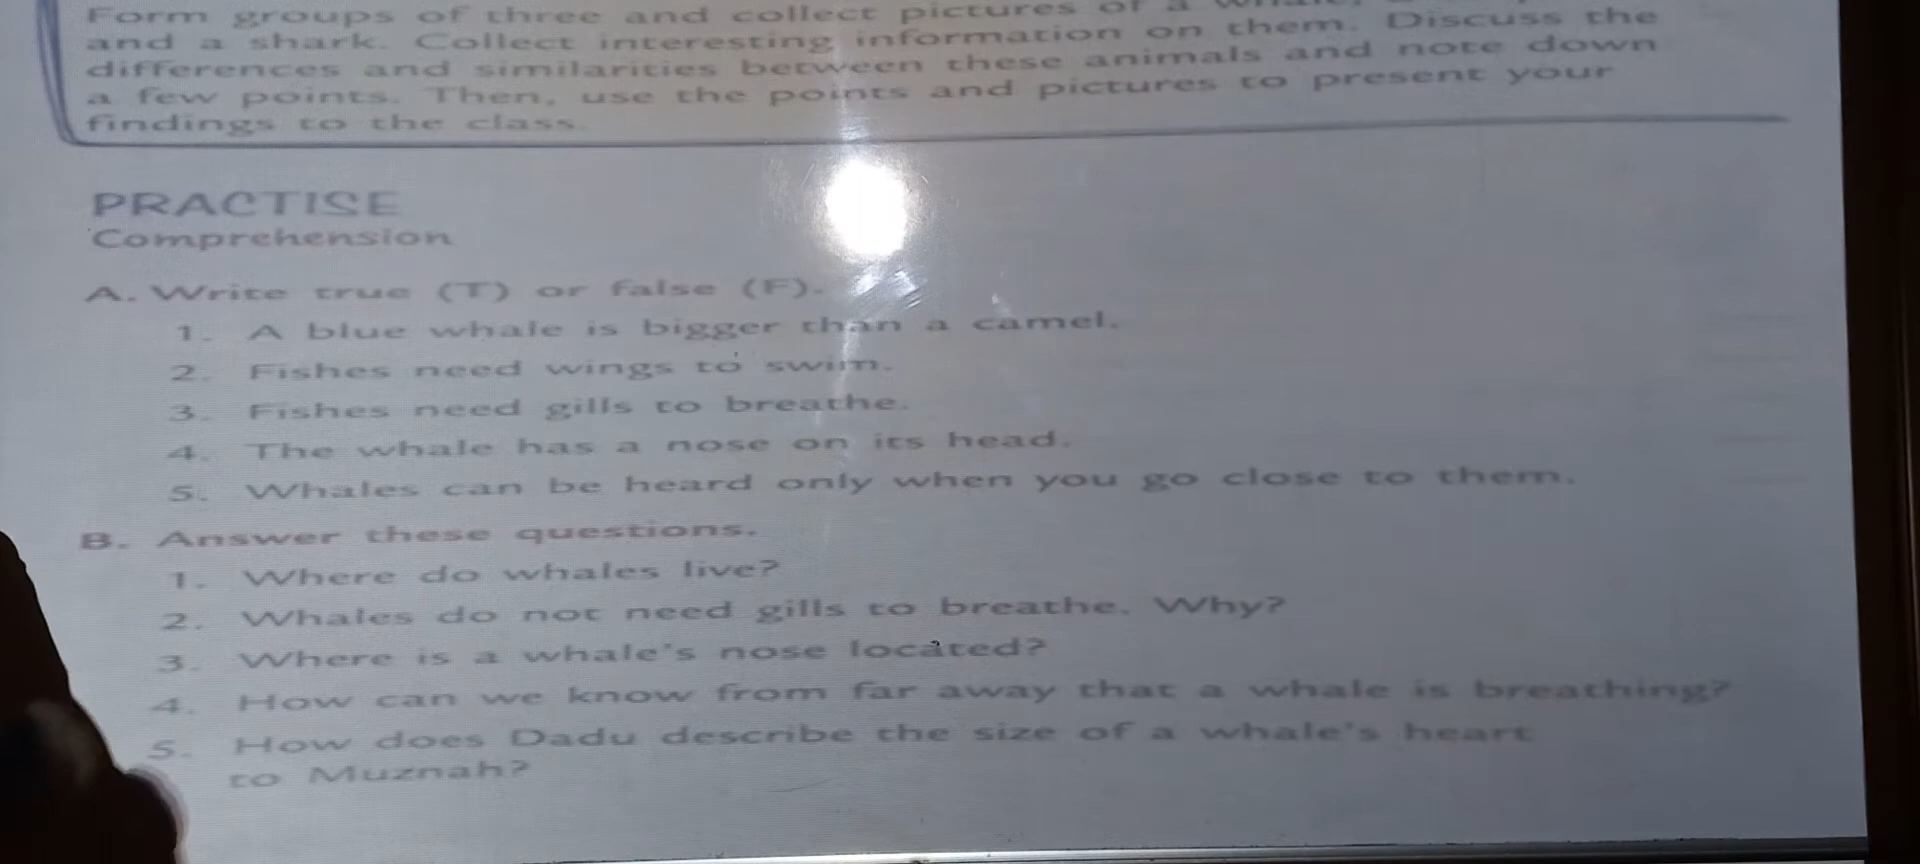 Form groups of three and collect pictures of a
and a shark. Collect interesting information on them. Discuss the
differences and similarities between these animals and note down
a few points. Then, use the points and pictures to present your
findings to the class.
PRACTISE
Comprehension
A. Write true (T) or false (F).
1. A blue whale is bigger than a camel.
2. Fishes need wings to swim.
3. Fishes need gills to breathe.
4. The whale has a nose on its head.
5. Whales can be heard only when you go close to them.
B. Answer these questions.
1. Where do whales live?
2. Whales do not need gills to breathe. Why?
3. Where is a whale's nose located?
4. How can we know from far away that a whale is breathing?
5. How does Dadu describe the size of a whale's heart
to Muznah?